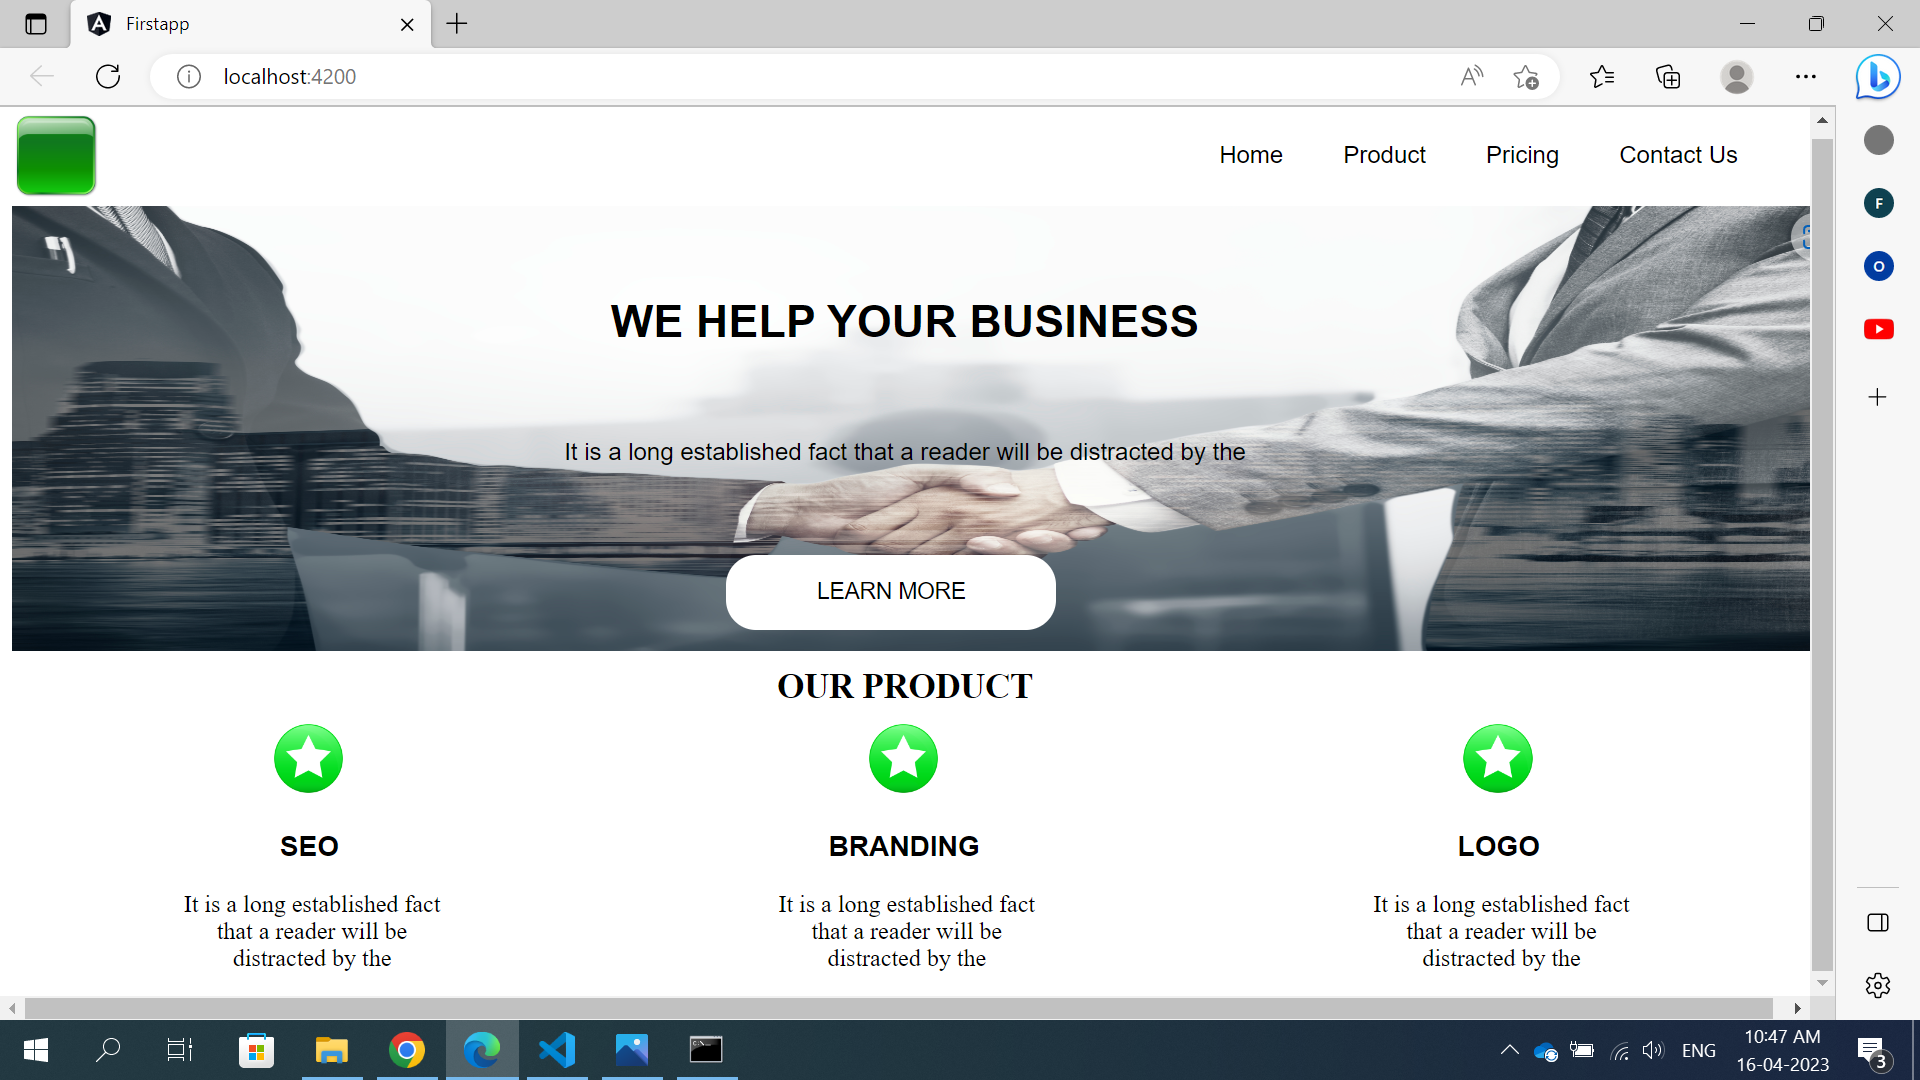 Firstapp
localhost:4200
Home Product Pricing Contact Us
F
O
WE HELP YOUR BUSINESS
It is a long established fact that a reader will be distracted by the
LEARN MORE
OUR PRODUCT
SEO BRANDING LOGO
It is a long established fact It is a long established fact It is a long established fact
that a reader will be that a reader will be that a reader will be
distracted by the distracted by the distracted by the
ENG
10:47 AM
16-04-2023
3